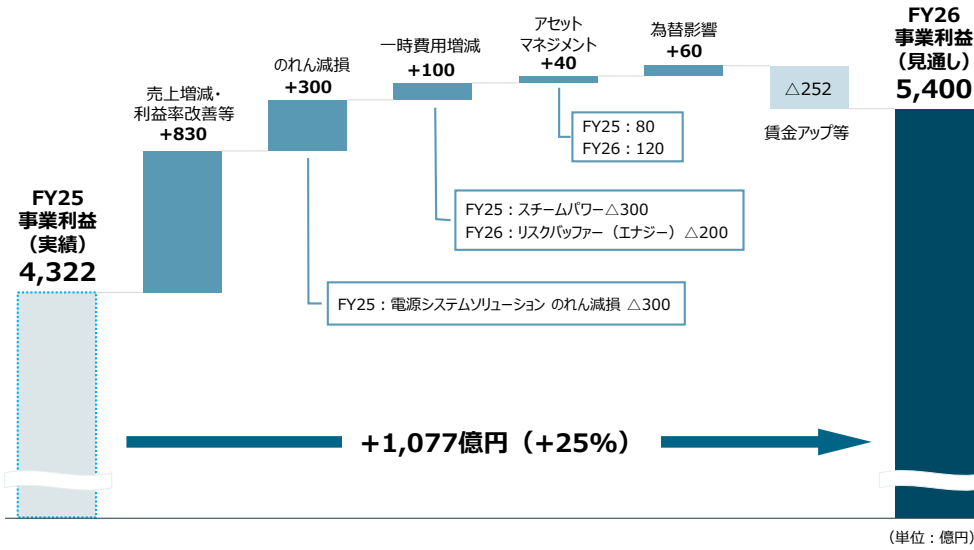 FY25
事業利益
（実績）
4,322
売上増減・
利益率改善等
+830
のれん減損
+300
一時費用増減
+100
アセット
マネジメント
+40
為替影響
+60
△252
賃金アップ等
FY26
事業利益
（見通し）
5,400
FY25：80
FY26：120
FY25：スチームパワー△300
FY26：リスクバッファー（エナジー）△200
FY25：電源システムソリューション のれん減損 △300
+1,077億円（+25%）
（単位：億円）